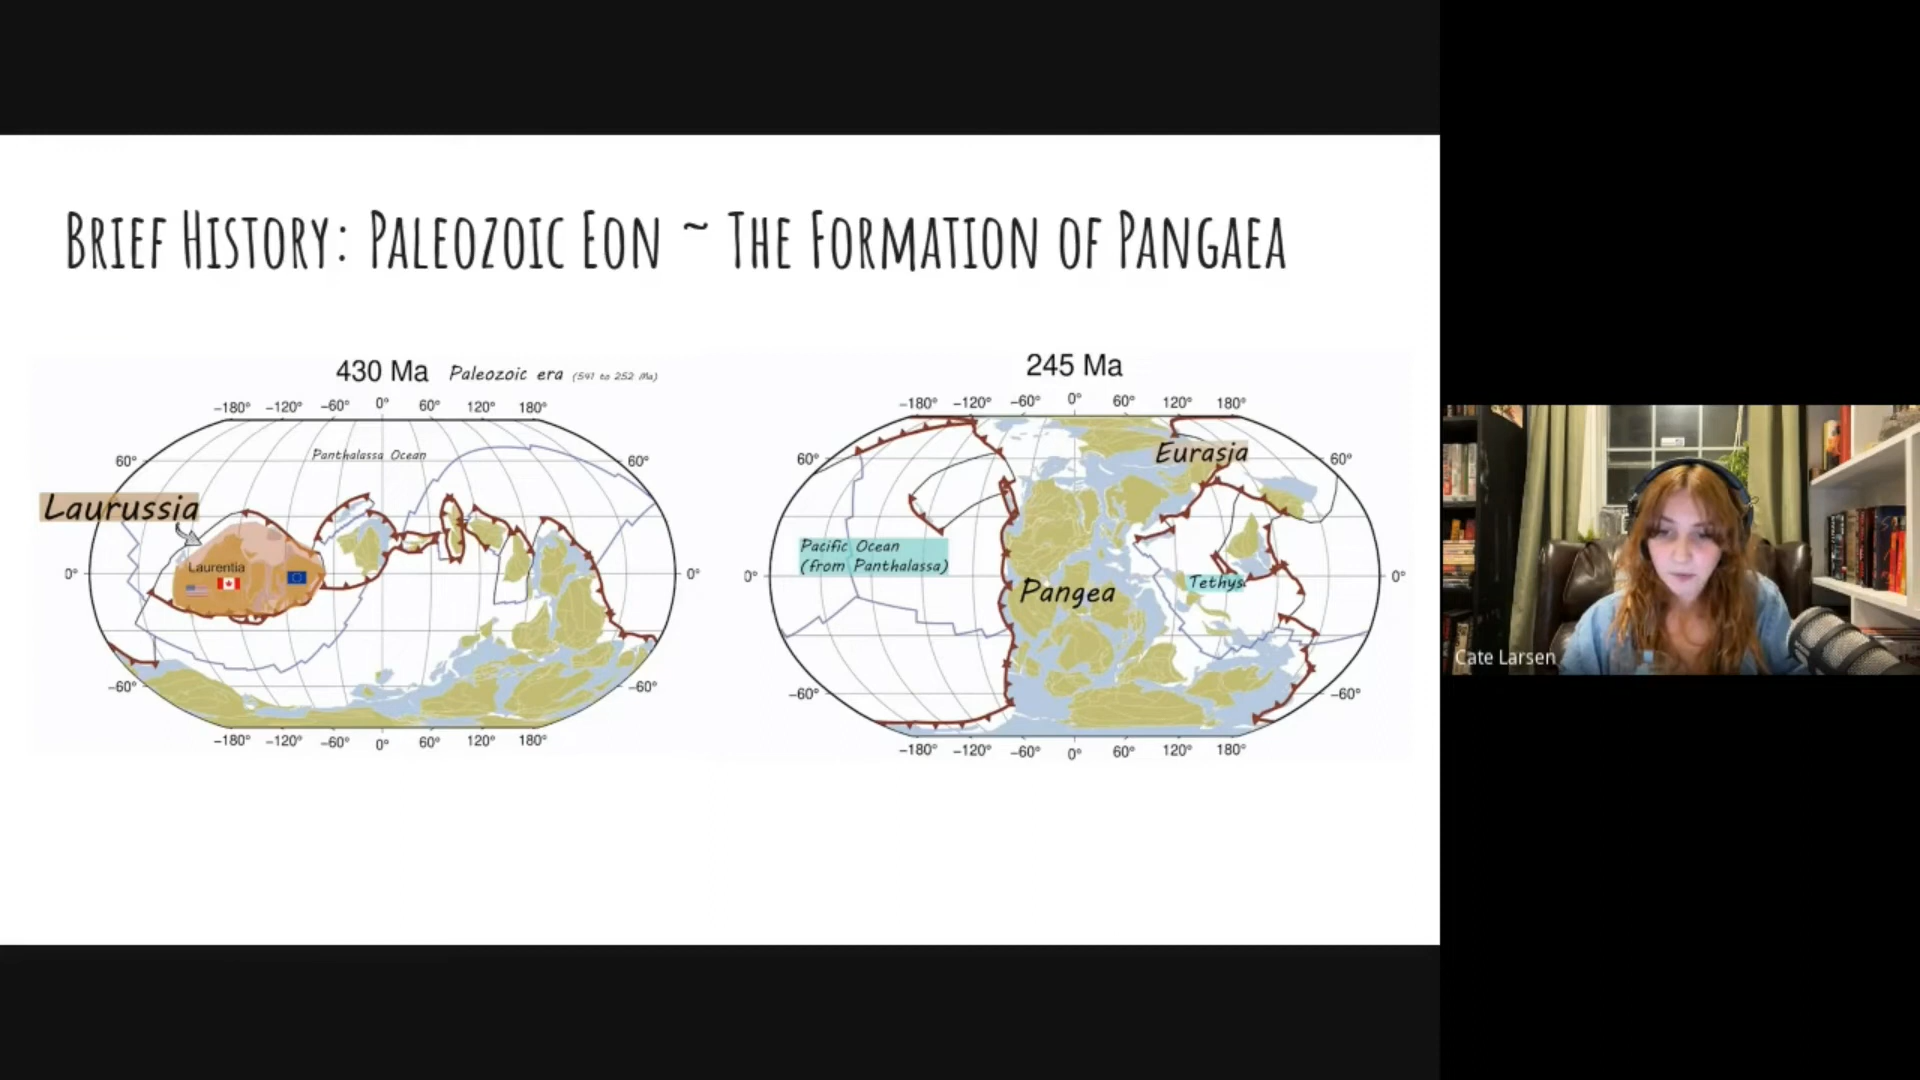 BRIEF HISTORY: PALEOZOIC EON ~ THE FORMATION OF PANGAEA
430 Ma Paleozoic era (541 to 252 Ma)
−180° −120° −60° 0° 60° 120° 180°
Panthalassa Ocean
60° 60°
Laurussia
Laurentia
0° 0°
−60° −60°
−180° −120° −60° 0° 60° 120° 180°
245 Ma
−180° −120° −60° 0° 60° 120° 180°
Eurasia
60° 60°
Pacific Ocean
(from Panthalassa)
0° 0°
Tethys
Pangea
−60° −60°
−180° −120° −60° 0° 60° 120° 180°
Cate Larsen